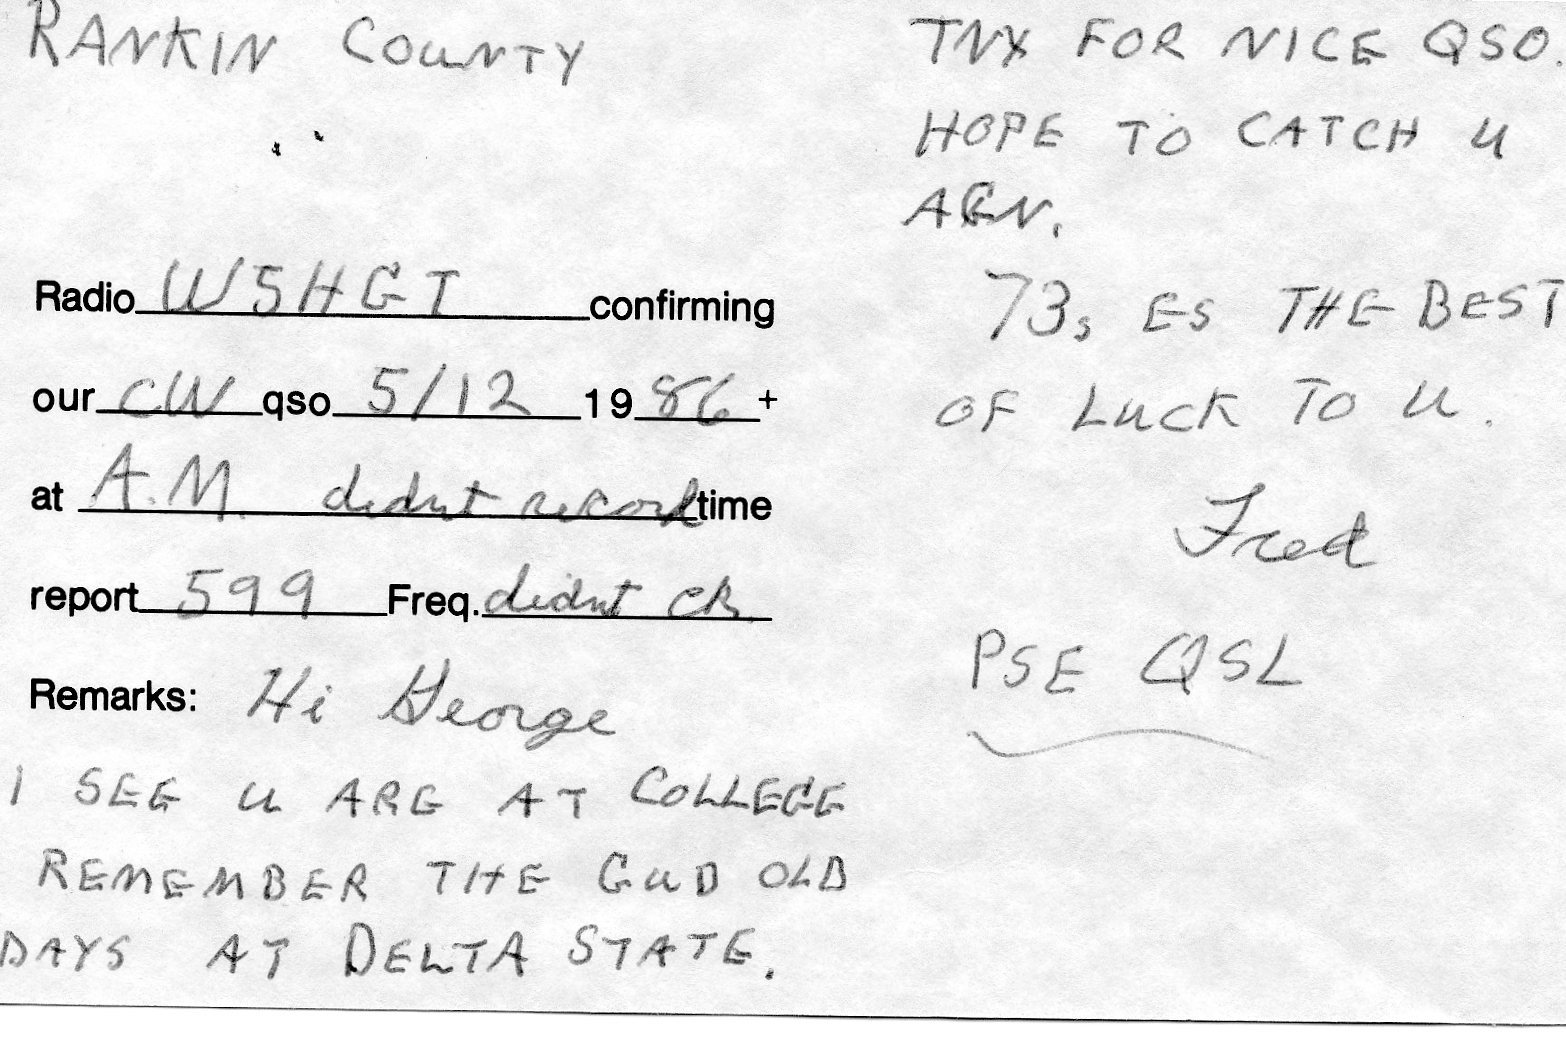 RANKIN COUNTY
Radio W5HGT confirming
our CW qso 5/12 1986+
at A.M. didnt record time
report 599 Freq. didnt ck
Remarks: Hi George
I SEE U ARE AT COLLEGE
REMEMBER THE GUD OLD
DAYS AT DELTA STATE.
TNX FOR NICE QSO.
HOPE TO CATCH U
AGN.
73s ES THE BEST
OF LUCK TO U.
Fred
PSE QSL